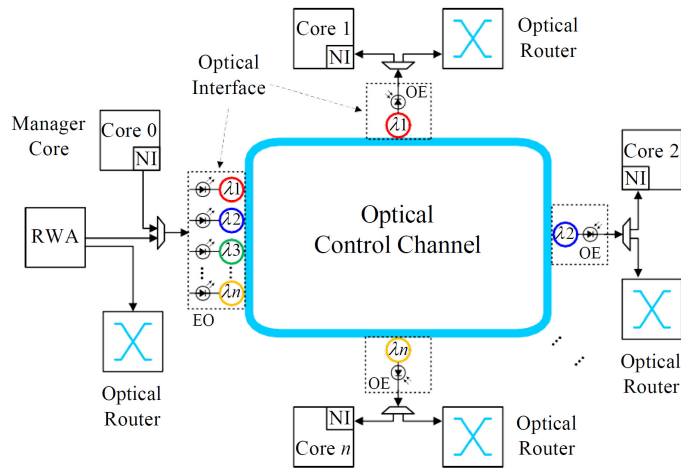 Core 1
NI
Optical
Router
OE
λ1
Optical
Interface
Manager
Core
Core 0
NI
RWA
λ1
λ2
λ3
λn
EO
Optical
Router
Optical
Control Channel
Core 2
NI
λ2
OE
Optical
Router
λn
OE
NI
Core n
Optical
Router